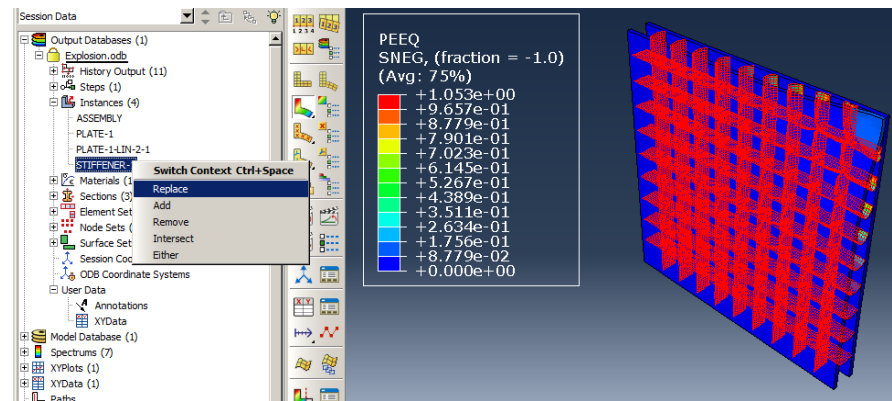 Session Data
Output Databases (1)
Explosion.odb
History Output (11)
Steps (1)
Instances (4)
ASSEMBLY
PLATE-1
PLATE-1-LIN-2-1
STIFFENER-
Materials (1
Sections (3)
Element Set
Node Sets (
Surface Set
Session Coo
ODB Coordinate Systems
User Data
Annotations
XYData
Model Database (1)
Spectrums (7)
XYPlots (1)
XYData (1)
Paths
Switch Context Ctrl+Space
Replace
Add
Remove
Intersect
Either
PEEQ
SNEG, (fraction = -1.0)
(Avg: 75%)
+1.053e+00
+9.657e-01
+8.779e-01
+7.901e-01
+7.023e-01
+6.145e-01
+5.267e-01
+4.389e-01
+3.511e-01
+2.634e-01
+1.756e-01
+8.779e-02
+0.000e+00